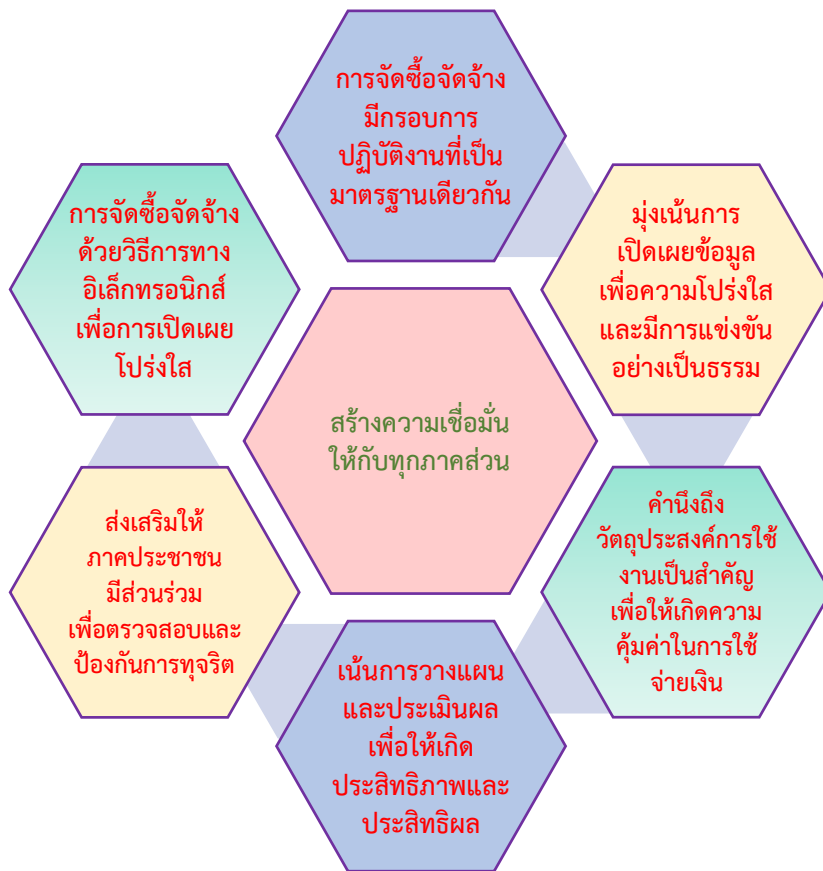 การจัดซื้อจัดจ้าง
มีกรอบการ
ปฏิบัติงานที่เป็น
มาตรฐานเดียวกัน
มุ่งเน้นการ
เปิดเผยข้อมูล
เพื่อความโปร่งใส
และมีการแข่งขัน
อย่างเป็นธรรม
คำนึงถึง
วัตถุประสงค์การใช้
งานเป็นสำคัญ
เพื่อให้เกิดความ
คุ้มค่าในการใช้
จ่ายเงิน
เน้นการวางแผน
และประเมินผล
เพื่อให้เกิด
ประสิทธิภาพและ
ประสิทธิผล
ส่งเสริมให้
ภาคประชาชน
มีส่วนร่วม
เพื่อตรวจสอบและ
ป้องกันการทุจริต
การจัดซื้อจัดจ้าง
ด้วยวิธีการทาง
อิเล็กทรอนิกส์
เพื่อการเปิดเผย
โปร่งใส
สร้างความเชื่อมั่น
ให้กับทุกภาคส่วน